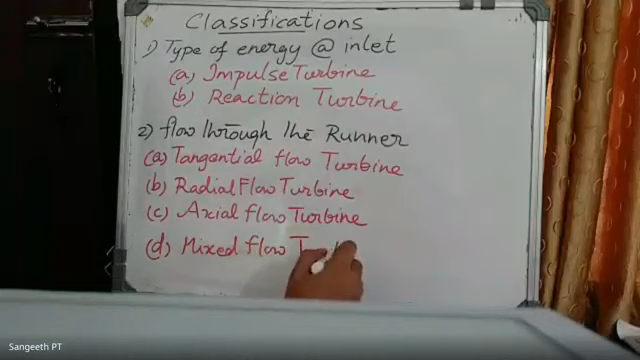 Classifications
1) Type of energy @ inlet
(a) Impulse Turbine
(b) Reaction Turbine
2) flow through the Runner
(a) Tangential flow Turbine
(b) Radial Flow Turbine
(c) Axial flow Turbine
(d) Mixed flow T
Sangeeth PT